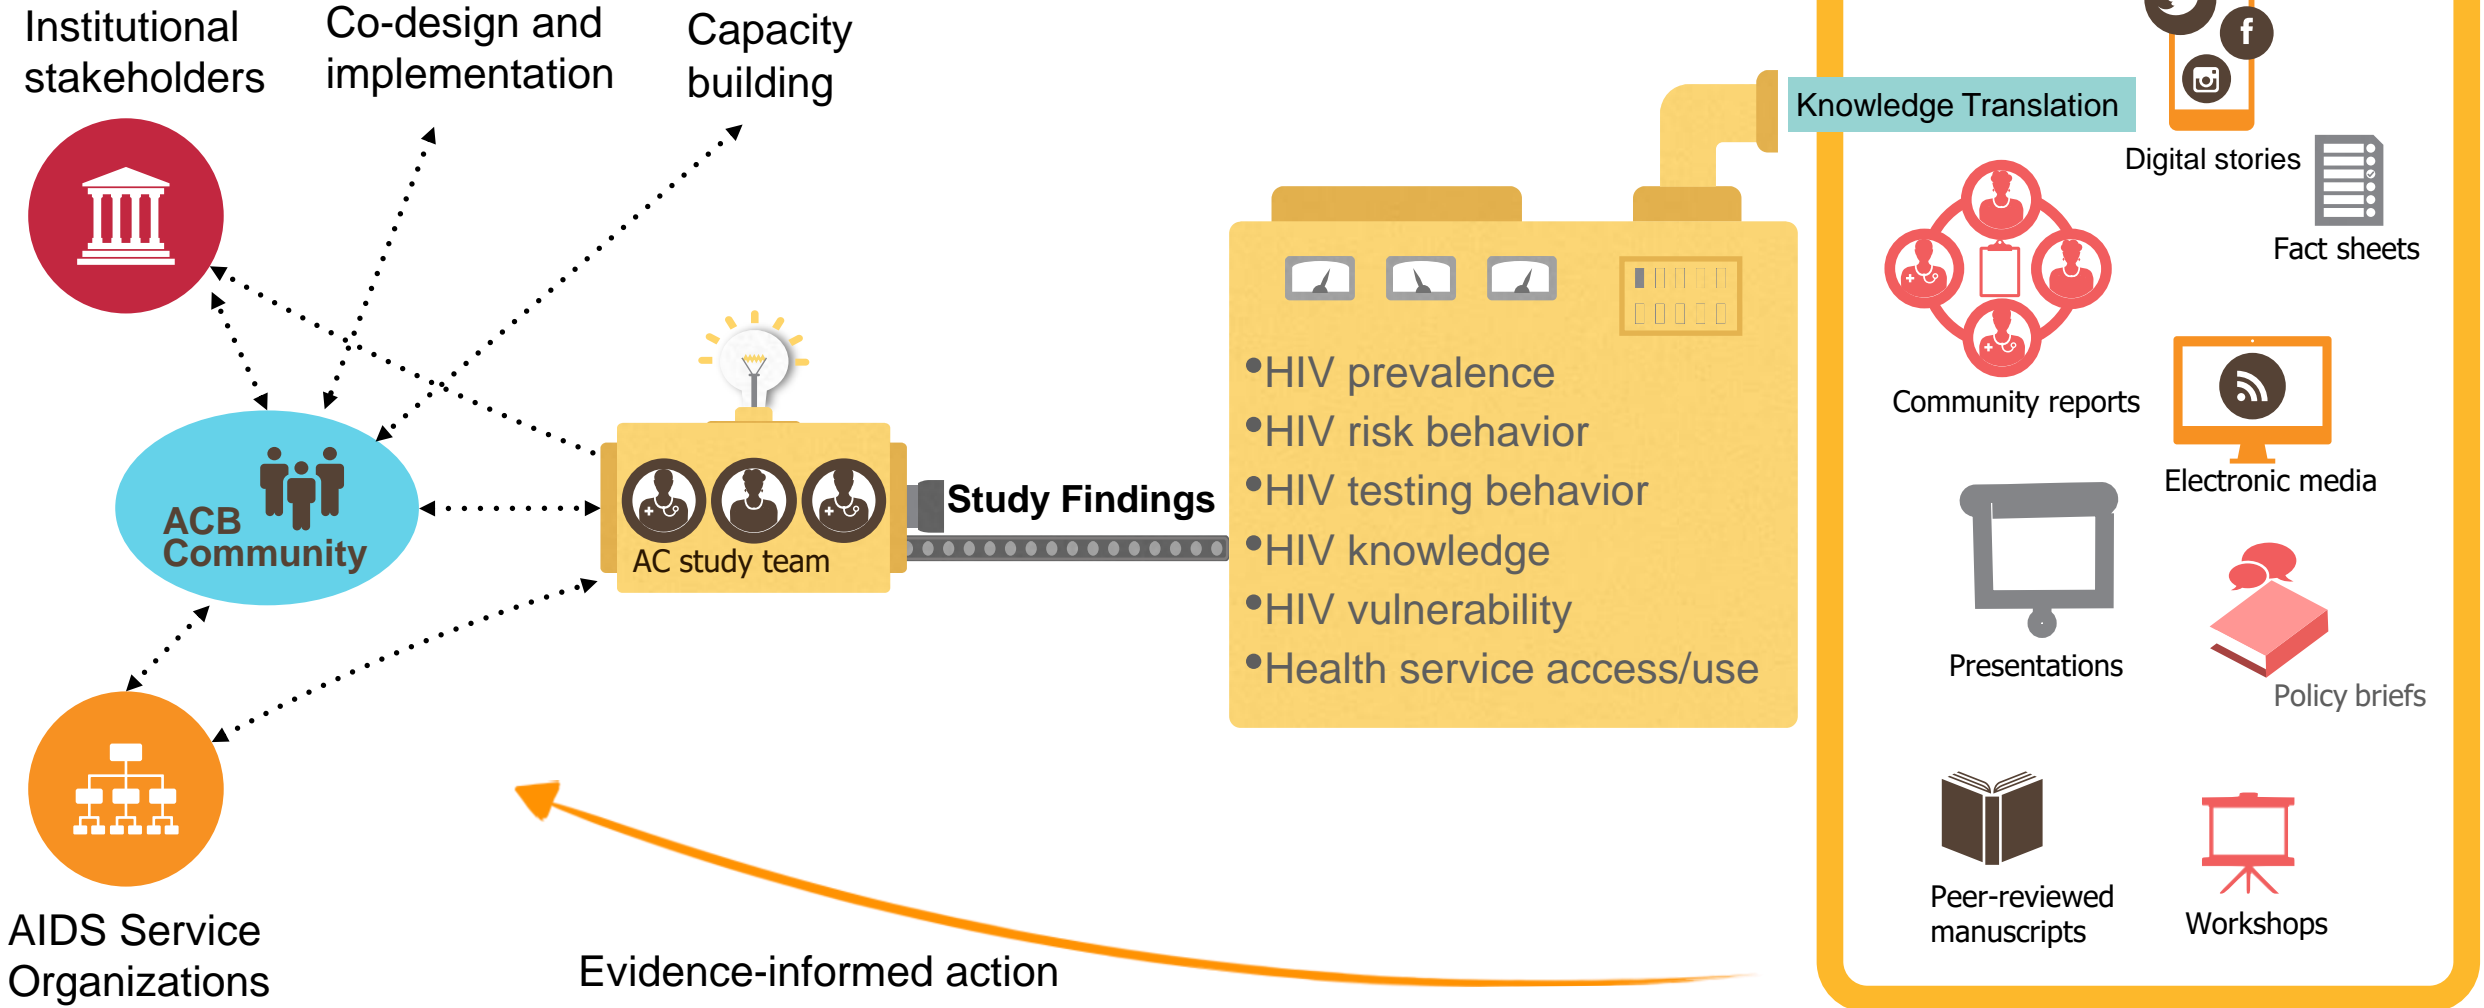 Institutional
stakeholders
Co-design and
implementation
Capacity
building
Knowledge Translation
f
Digital stories
Fact sheets
•HIV prevalence
•HIV risk behavior
•HIV testing behavior
•HIV knowledge
•HIV vulnerability
•Health service access/use
Community reports
Electronic media
ACB
Community
AC study team
Study Findings
Presentations
Policy briefs
Peer-reviewed
manuscripts
Workshops
AIDS Service
Organizations
Evidence-informed action